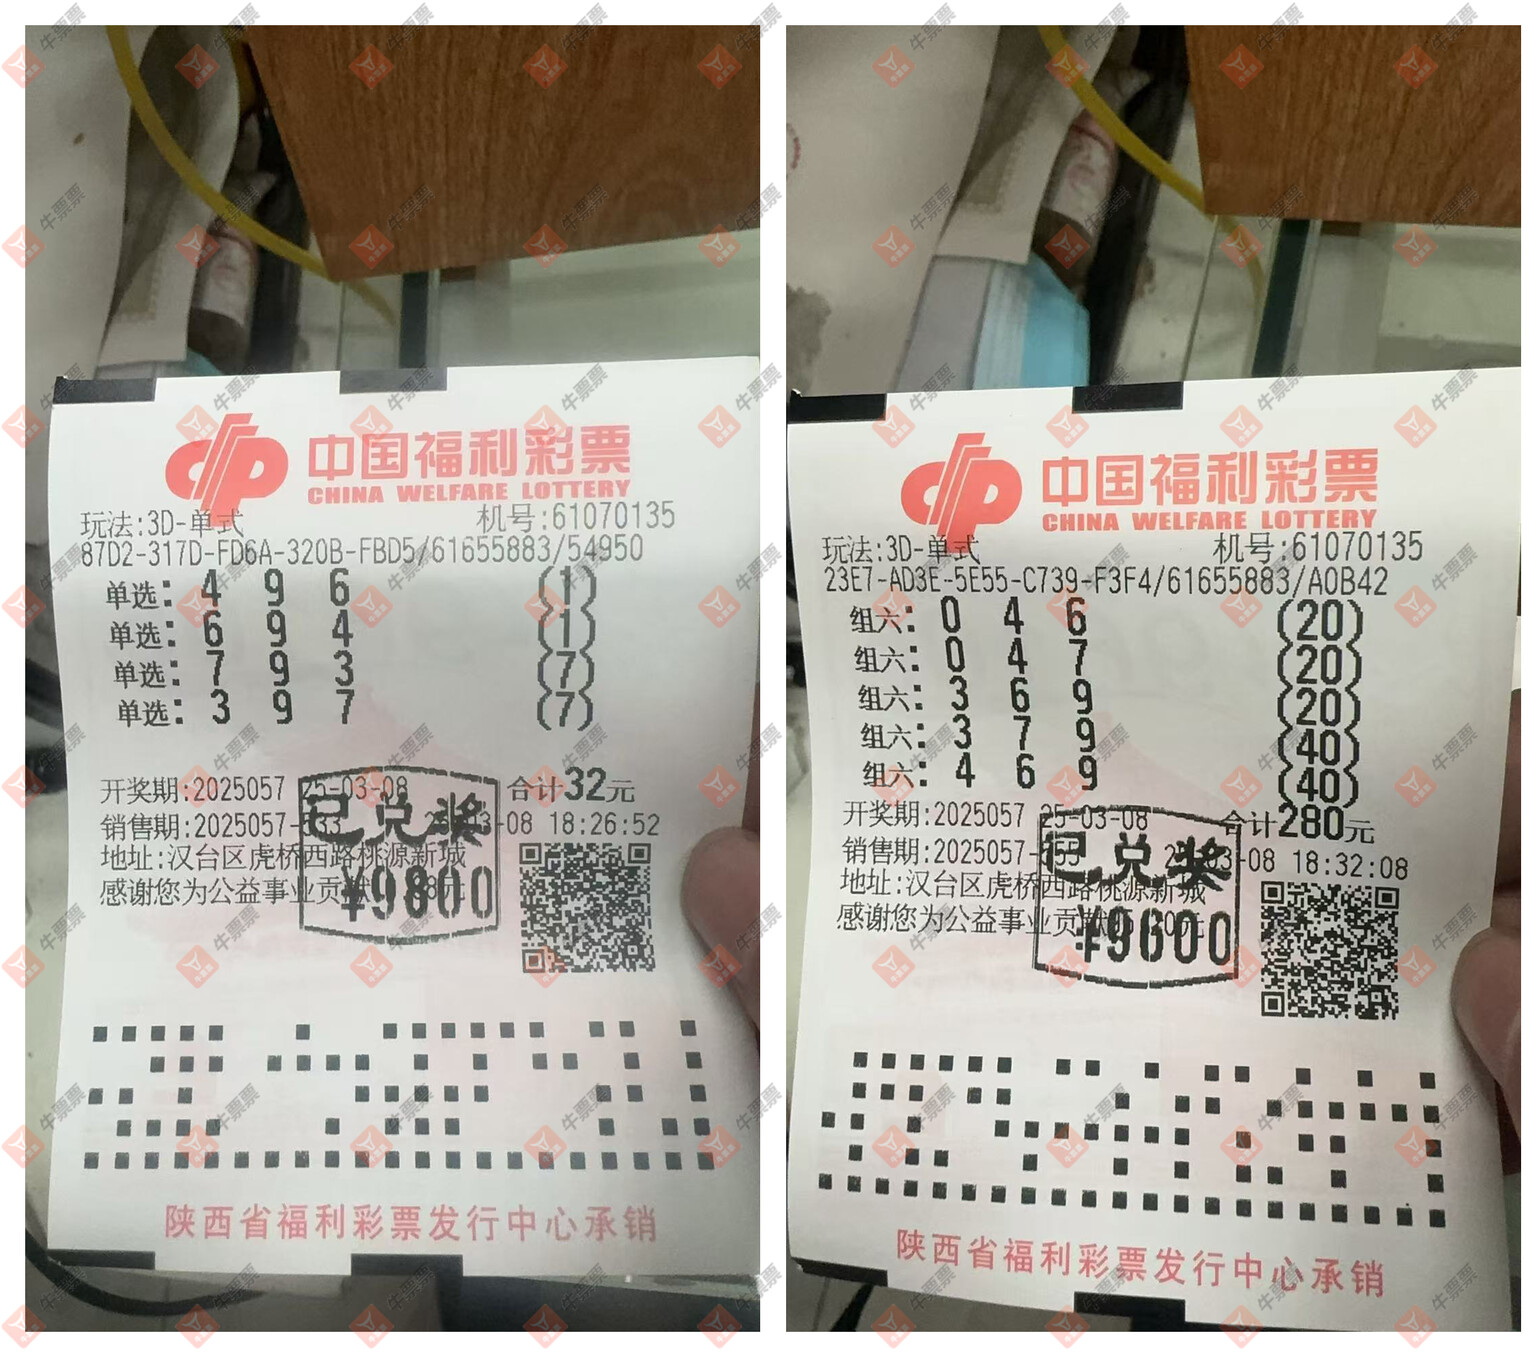 中国福利彩票
CHINA WELFARE LOTTERY
玩法:3D-单式 机号:61070135
87D2-317D-FD6A-320B-FBD5/61655883/54950
单选: 4 9 6 (1)
单选: 6 9 4 (1)
单选: 7 9 3 (7)
单选: 3 9 7 (7)
开奖期:2025057 25-03-08 合计32元
销售期:2025057- 25-03-08 18:26:52
地址:汉台区虎桥西路桃源新城
感谢您为公益事业贡献
已兑奖
¥9800
陕西省福利彩票发行中心承销
中国福利彩票
CHINA WELFARE LOTTERY
玩法:3D-单式 机号:61070135
23E7-AD3E-5E55-C739-F3F4/61655883/A0B42
组六: 0 4 6 (20)
组六: 0 4 7 (20)
组六: 3 6 9 (20)
组六: 3 7 9 (40)
组六: 4 6 9 (40)
开奖期:2025057 25-03-08 合计280元
销售期:2025057- -03-08 18:32:08
地址:汉台区虎桥西路桃源新城
感谢您为公益事业贡献
已兑奖
¥9600
陕西省福利彩票发行中心承销
牛票票